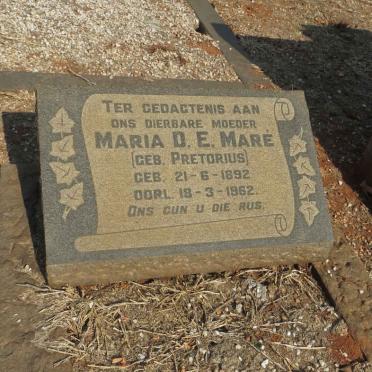 TER GEDAGTENIS AAN
ONS DIERBARE MOEDER
MARIA D. E. MARÉ
(GEB. PRETORIUS)
GEB. 21-6-1892
OORL. 18-3-1962.
ONS GUN U DIE RUS.